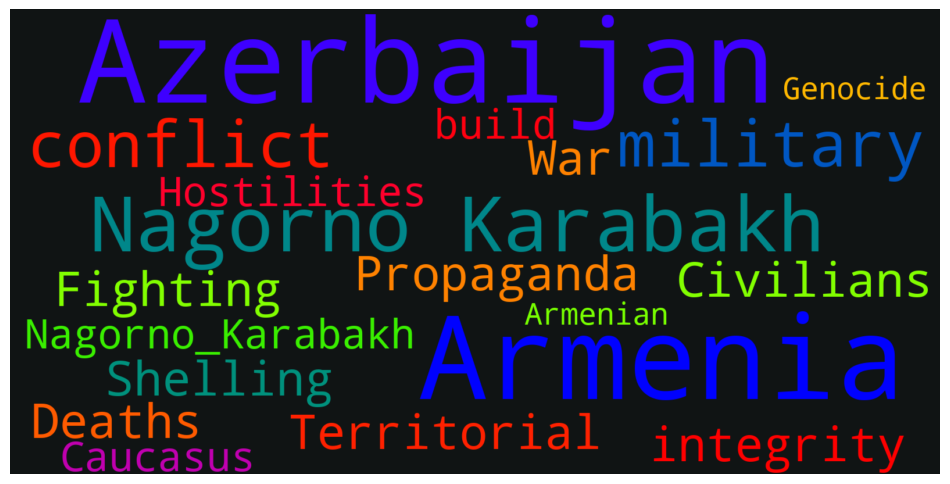 Azerbaijan
Genocide
conflict
build
War
military
Hostilities
Nagorno Karabakh
Fighting
Propaganda
Civilians
Nagorno_Karabakh
Armenian
Armenia
Shelling
Deaths
Territorial
integrity
Caucasus